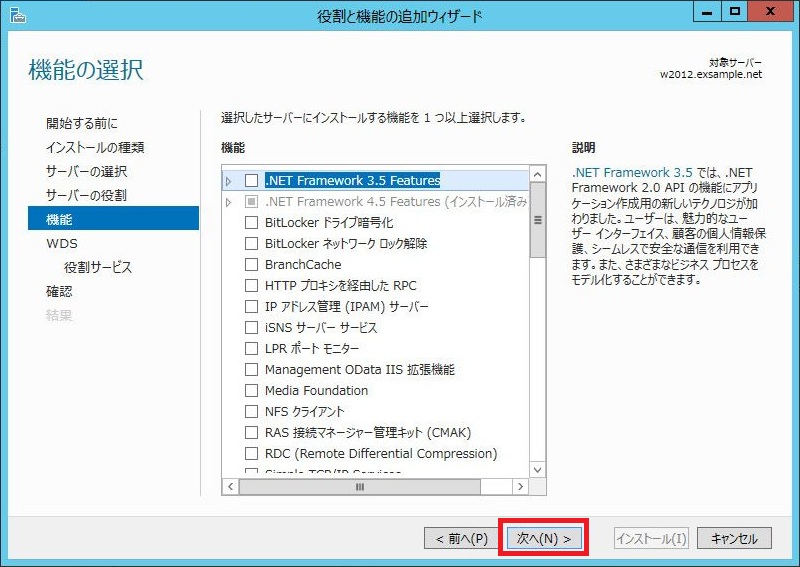 役割と機能の追加ウィザード
機能の選択
対象サーバー
w2012.exsample.net
開始する前に
インストールの種類
サーバーの選択
サーバーの役割
機能
WDS
役割サービス
確認
結果
選択したサーバーにインストールする機能を 1 つ以上選択します。
機能
.NET Framework 3.5 Features
.NET Framework 4.5 Features (インストール済み
BitLocker ドライブ暗号化
BitLocker ネットワーク ロック解除
BranchCache
HTTP プロキシを経由した RPC
IP アドレス管理 (IPAM) サーバー
iSNS サーバー サービス
LPR ポート モニター
Management OData IIS 拡張機能
Media Foundation
NFS クライアント
RAS 接続マネージャー管理キット (CMAK)
RDC (Remote Differential Compression)
Simple TCP/IP Services
説明
.NET Framework 3.5 では、.NET
Framework 2.0 API の機能にアプリ
ケーション作成用の新しいテクノロジが加
わりました。ユーザーは、魅力的なユー
ザー インターフェイス、顧客の個人情報保
護、シームレスで安全な通信を利用でき
ます。また、さまざまなビジネス プロセスを
モデル化することができます。
< 前へ(P)
次へ(N) >
インストール(I)
キャンセル